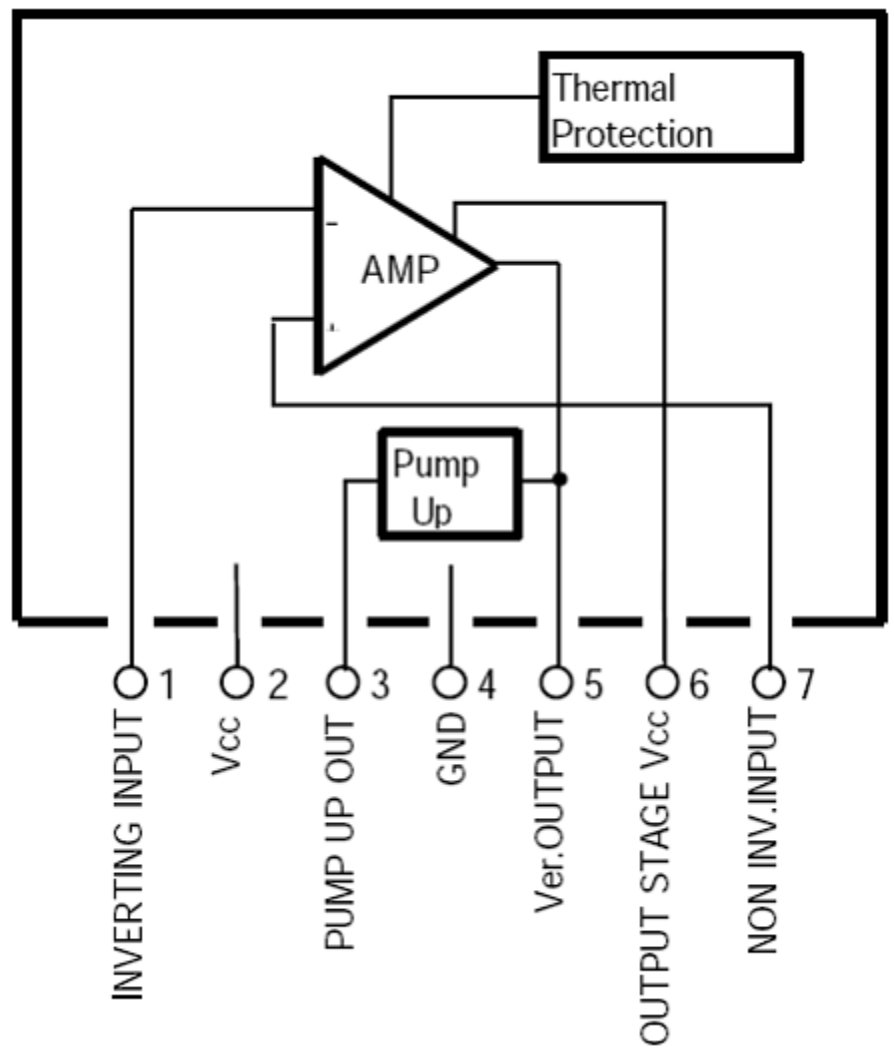 Thermal
Protection
-
AMP
+
Pump
Up
1
2
3
4
5
6
7
INVERTING INPUT
Vcc
PUMP UP OUT
GND
Ver.OUTPUT
OUTPUT STAGE Vcc
NON INV.INPUT